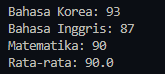 Bahasa Korea: 93
Bahasa Inggris: 87
Matematika: 90
Rata-rata: 90.0